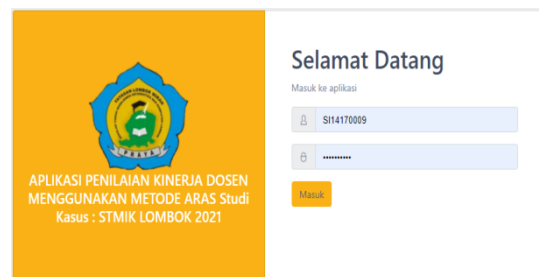 PRAYA
APLIKASI PENILAIAN KINERJA DOSEN
MENGGUNAKAN METODE ARAS Studi
Kasus : STMIK LOMBOK 2021
Selamat Datang
Masuk ke aplikasi
SI14170009
Masuk